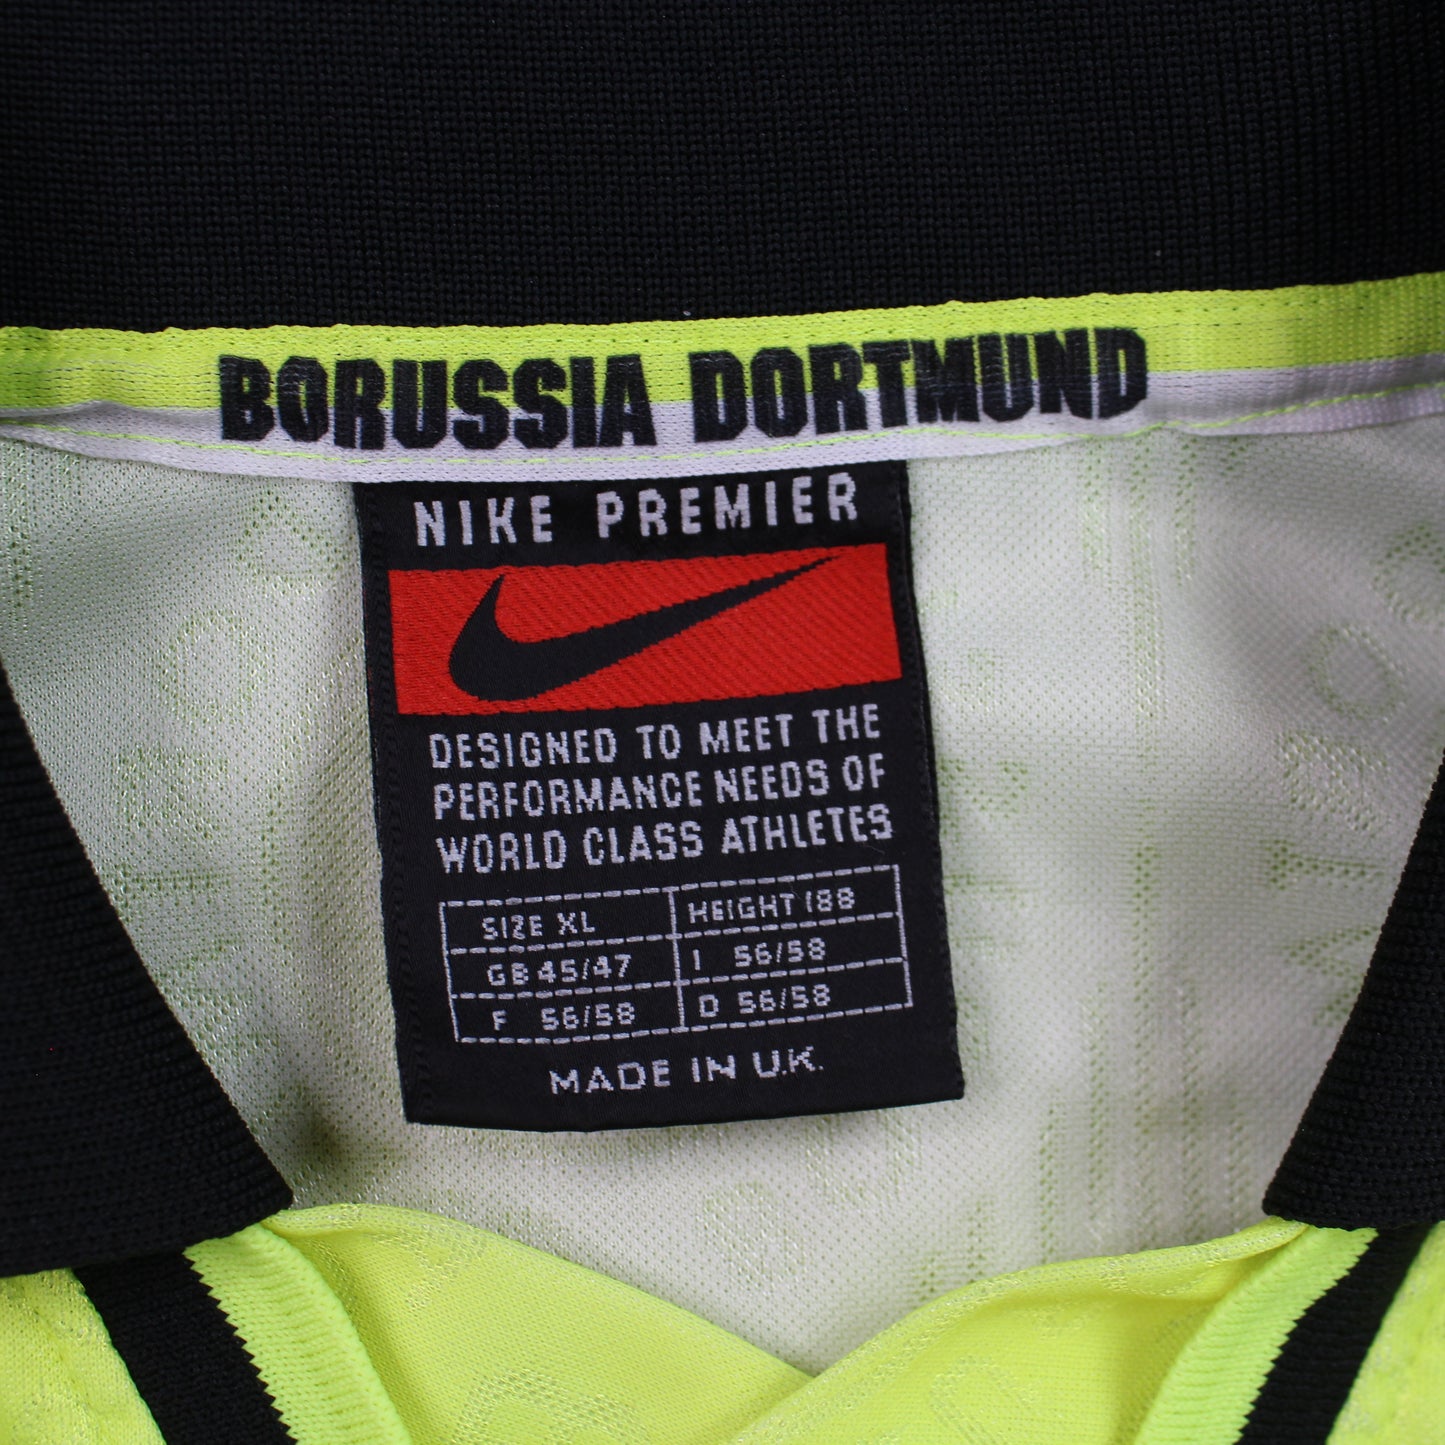 BORUSSIA DORTMUND
NIKE PREMIER
DESIGNED TO MEET THE
PERFORMANCE NEEDS OF
WORLD CLASS ATHLETES
SIZE XL HEIGHT 188
GB 45/47 I 56/58
F 56/58 D 56/58
MADE IN U.K.